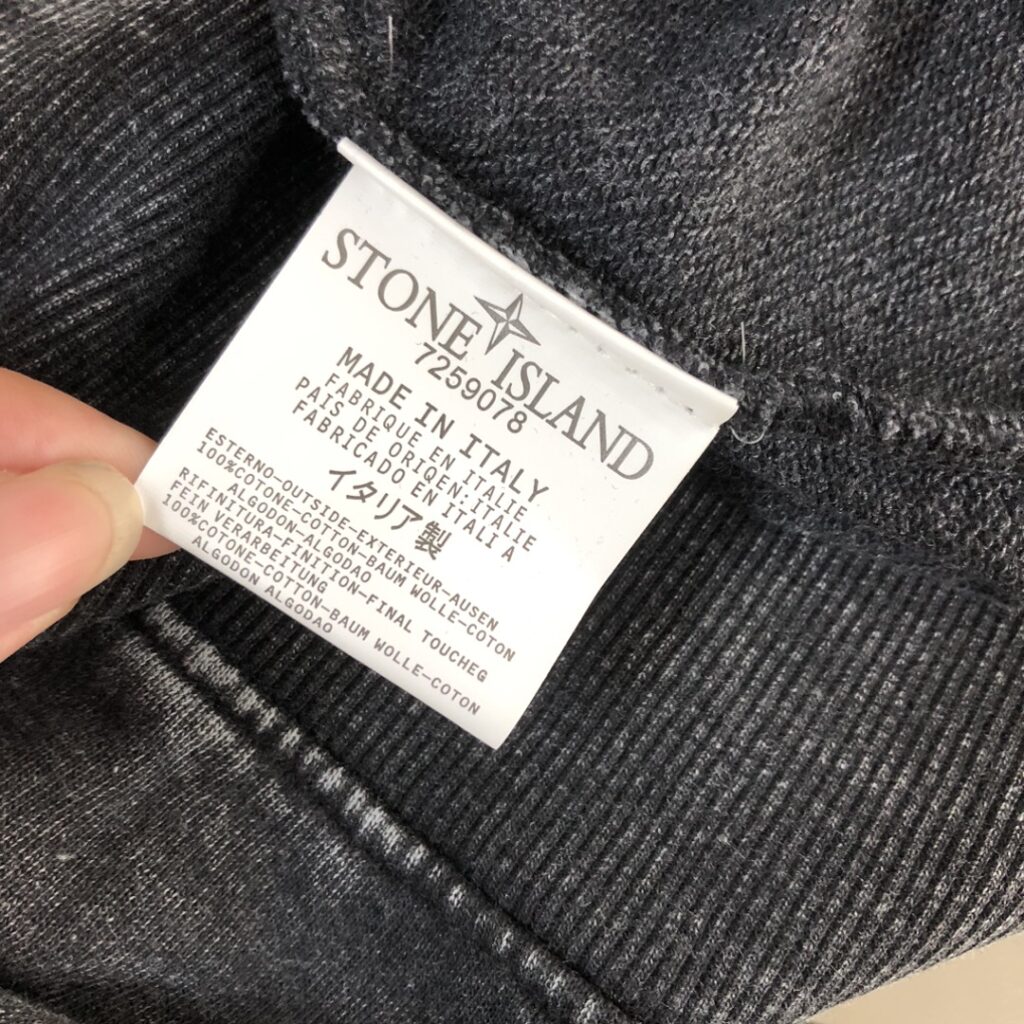 STONE ISLAND
7259078
MADE IN ITALY
FABRIQUE EN ITALIE
PAIS DE ORIQEN:ITALIE
FABRICADO EN ITALI A
イタリア製
ESTERNO-OUTSIDE-EXTERIEUR-AUSEN
100%COTONE-COTTON-BAUM WOLLE-COTON
ALGODON-ALGODAO
RIFINITURA-FINITION-FINAL TOUCHEG
FEIN VERARBEITUNG
100%COTONE-COTTON-BAUM WOLLE-COTON
ALGODON ALGODAO